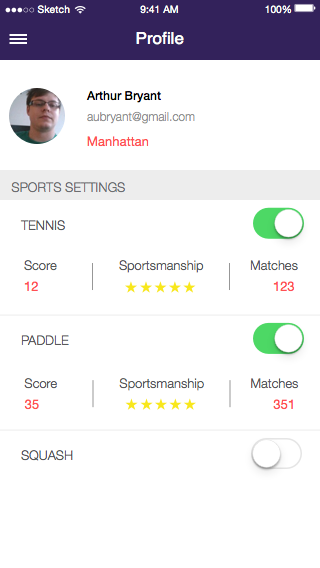 Sketch 9:41 AM 100%
Profile
Arthur Bryant
aubryant@gmail.com
Manhattan
SPORTS SETTINGS
TENNIS
Score Sportsmanship Matches
12 ★★★★★ 123
PADDLE
Score Sportsmanship Matches
35 ★★★★★ 351
SQUASH